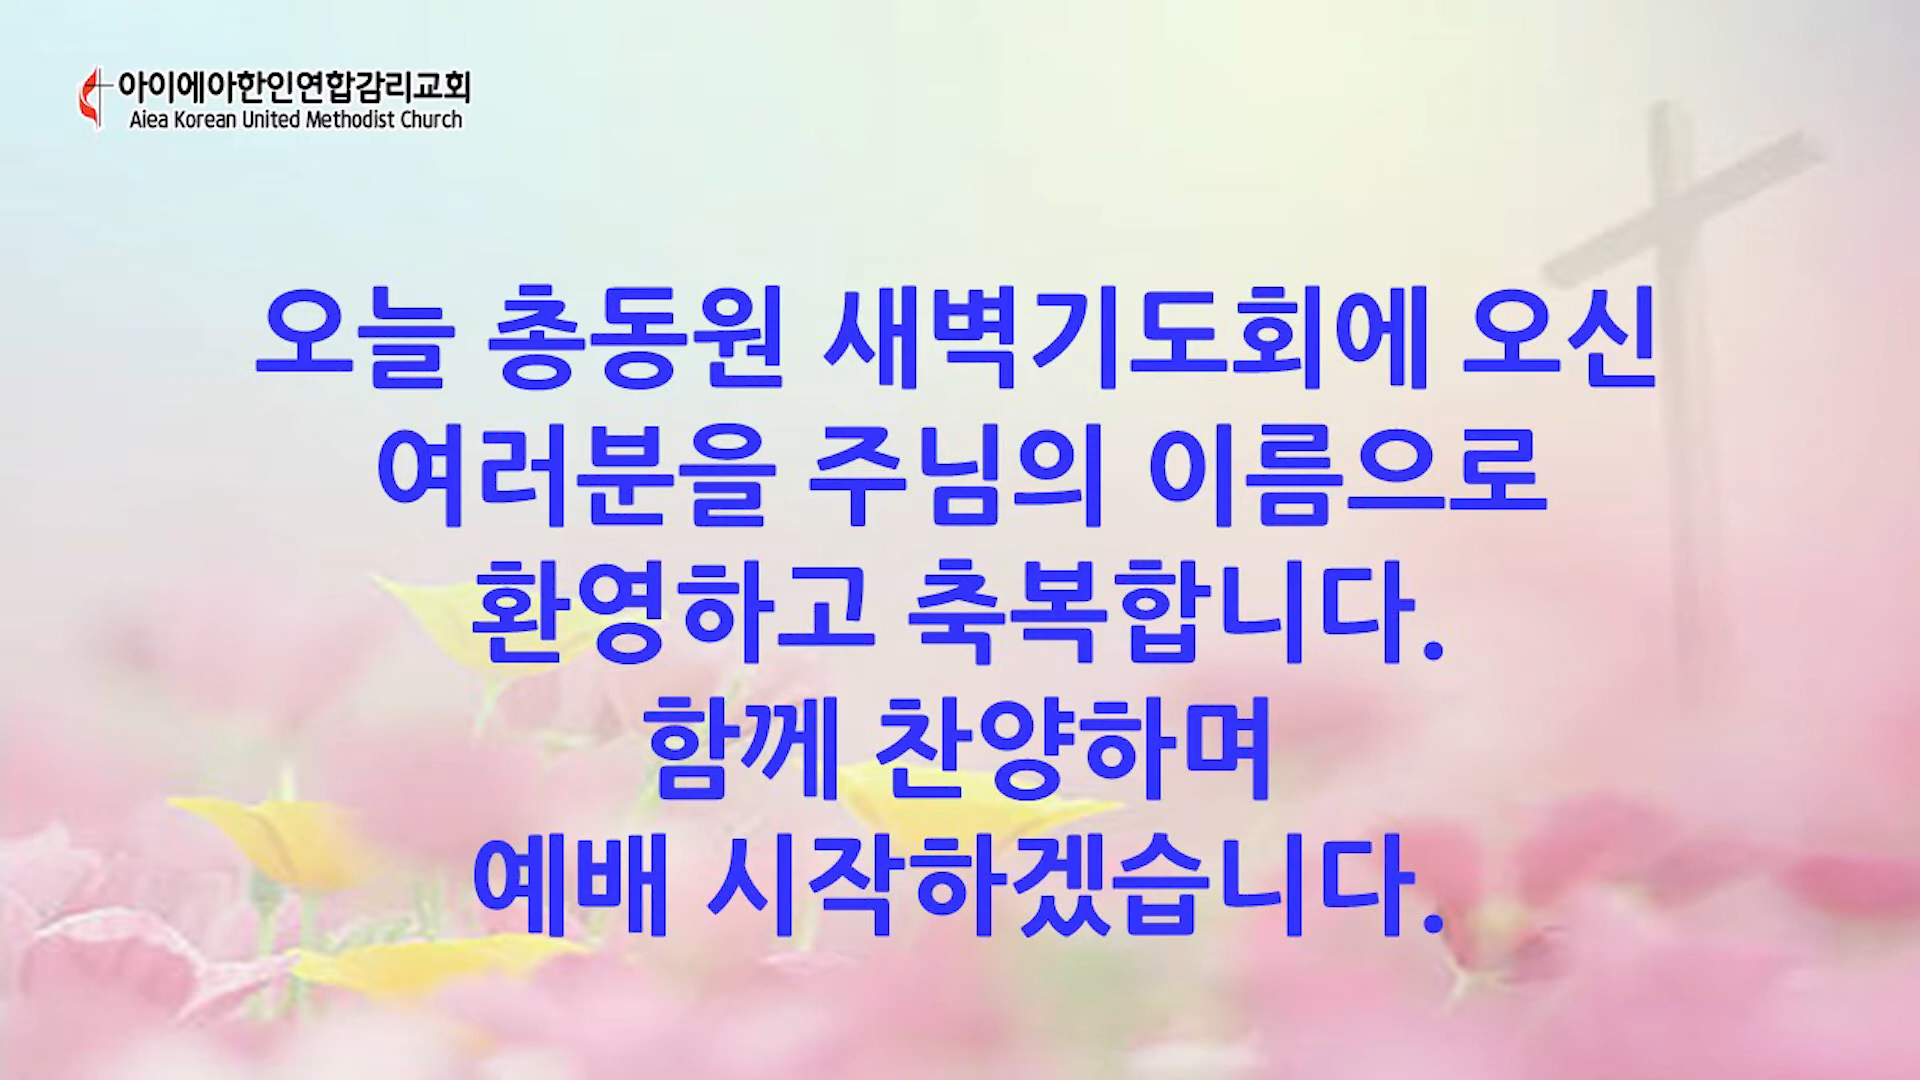 아이에아한인연합감리교회
Aiea Korean United Methodist Church
오늘 총동원 새벽기도회에 오신
여러분을 주님의 이름으로
환영하고 축복합니다.
함께 찬양하며
예배 시작하겠습니다.